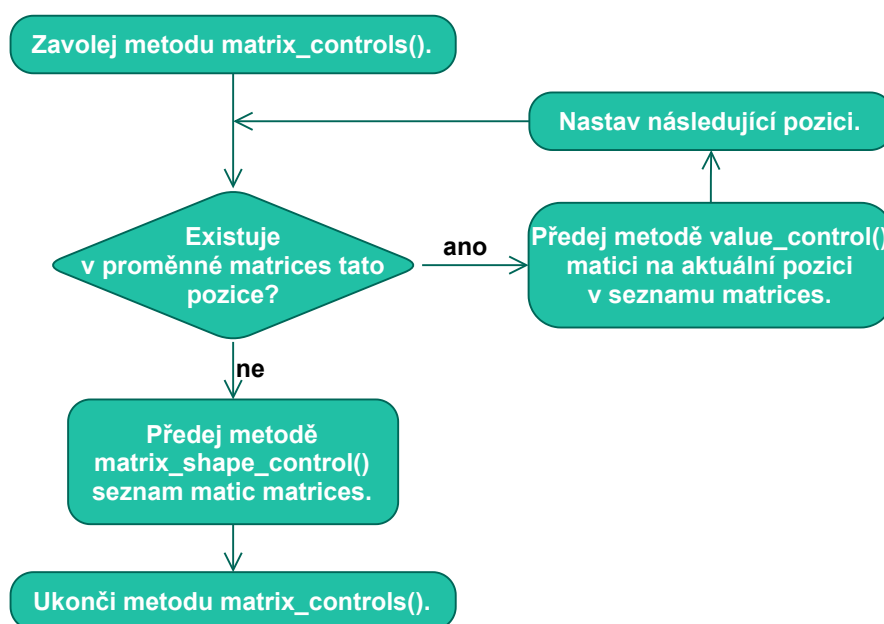 Zavolej metodu matrix_controls().
Nastav následující pozici.
Existuje
v proměnné matrices tato
pozice?
ano
Předej metodě value_control()
matici na aktuální pozici
v seznamu matrices.
ne
Předej metodě
matrix_shape_control()
seznam matic matrices.
Ukonči metodu matrix_controls().